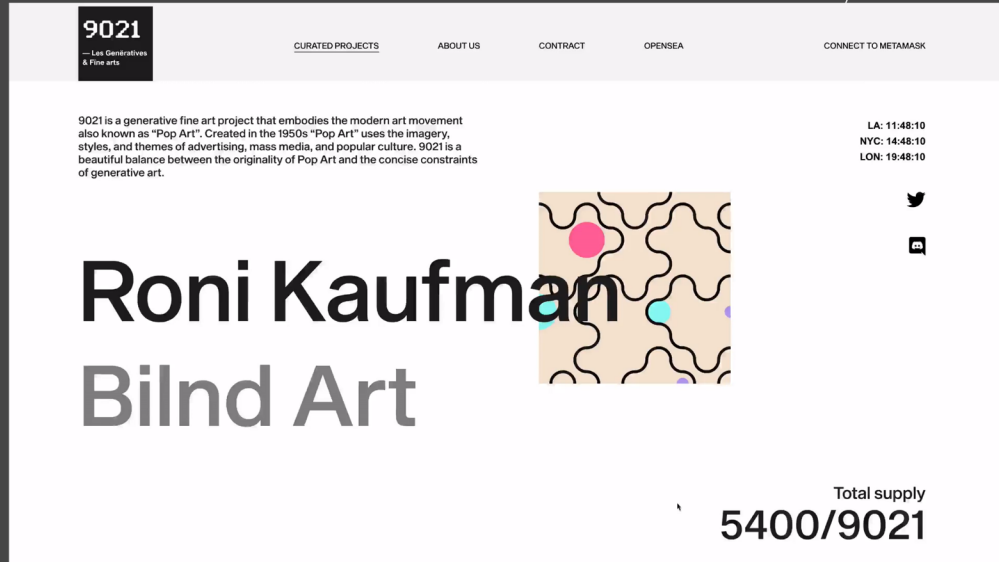 9021
— Les Genératives
& Fine arts
CURATED PROJECTS
ABOUT US
CONTRACT
OPENSEA
CONNECT TO METAMASK
9021 is a generative fine art project that embodies the modern art movement
also known as “Pop Art”. Created in the 1950s “Pop Art” uses the imagery,
styles, and themes of advertising, mass media, and popular culture. 9021 is a
beautiful balance between the originality of Pop Art and the concise constraints
of generative art.
LA: 11:48:10
NYC: 14:48:10
LON: 19:48:10
Roni Kaufman
Bilnd Art
Total supply
5400/9021